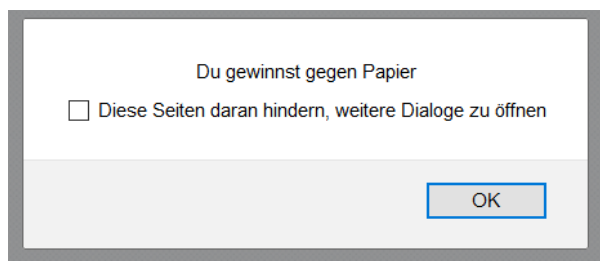 Du gewinnst gegen Papier
Diese Seiten daran hindern, weitere Dialoge zu öffnen
OK